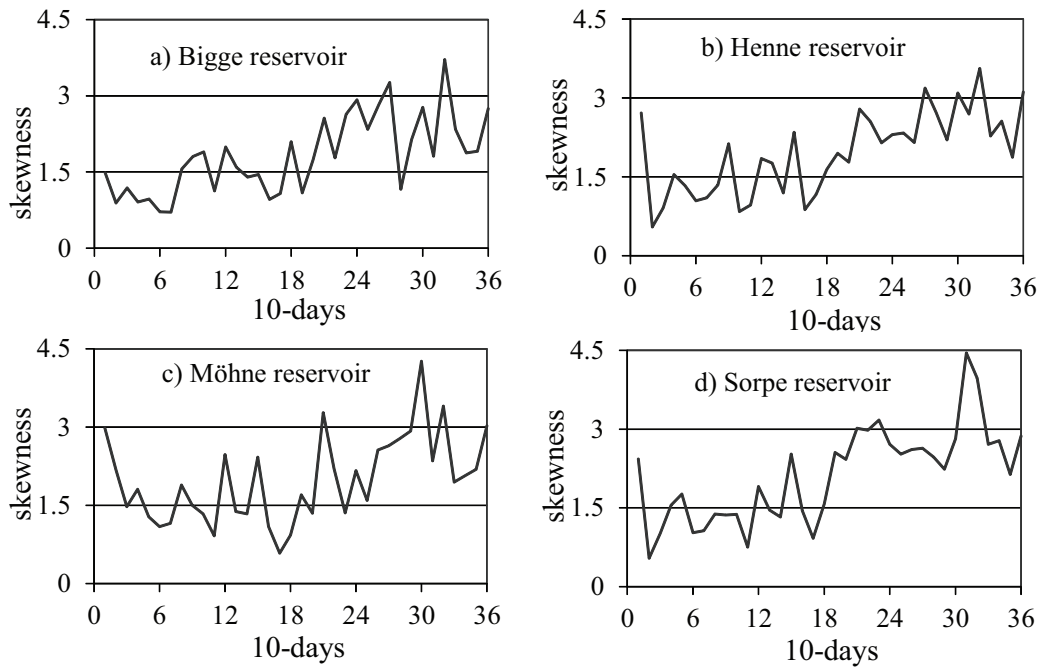 4.5
a) Bigge reservoir
3
skewness
1.5
0
0 6 12 18 24 30 36
10-days
4.5
b) Henne reservoir
3
skewness
1.5
0
0 6 12 18 24 30 36
10-days
4.5
c) Möhne reservoir
3
skewness
1.5
0
0 6 12 18 24 30 36
10-days
4.5
d) Sorpe reservoir
3
skewness
1.5
0
0 6 12 18 24 30 36
10-days